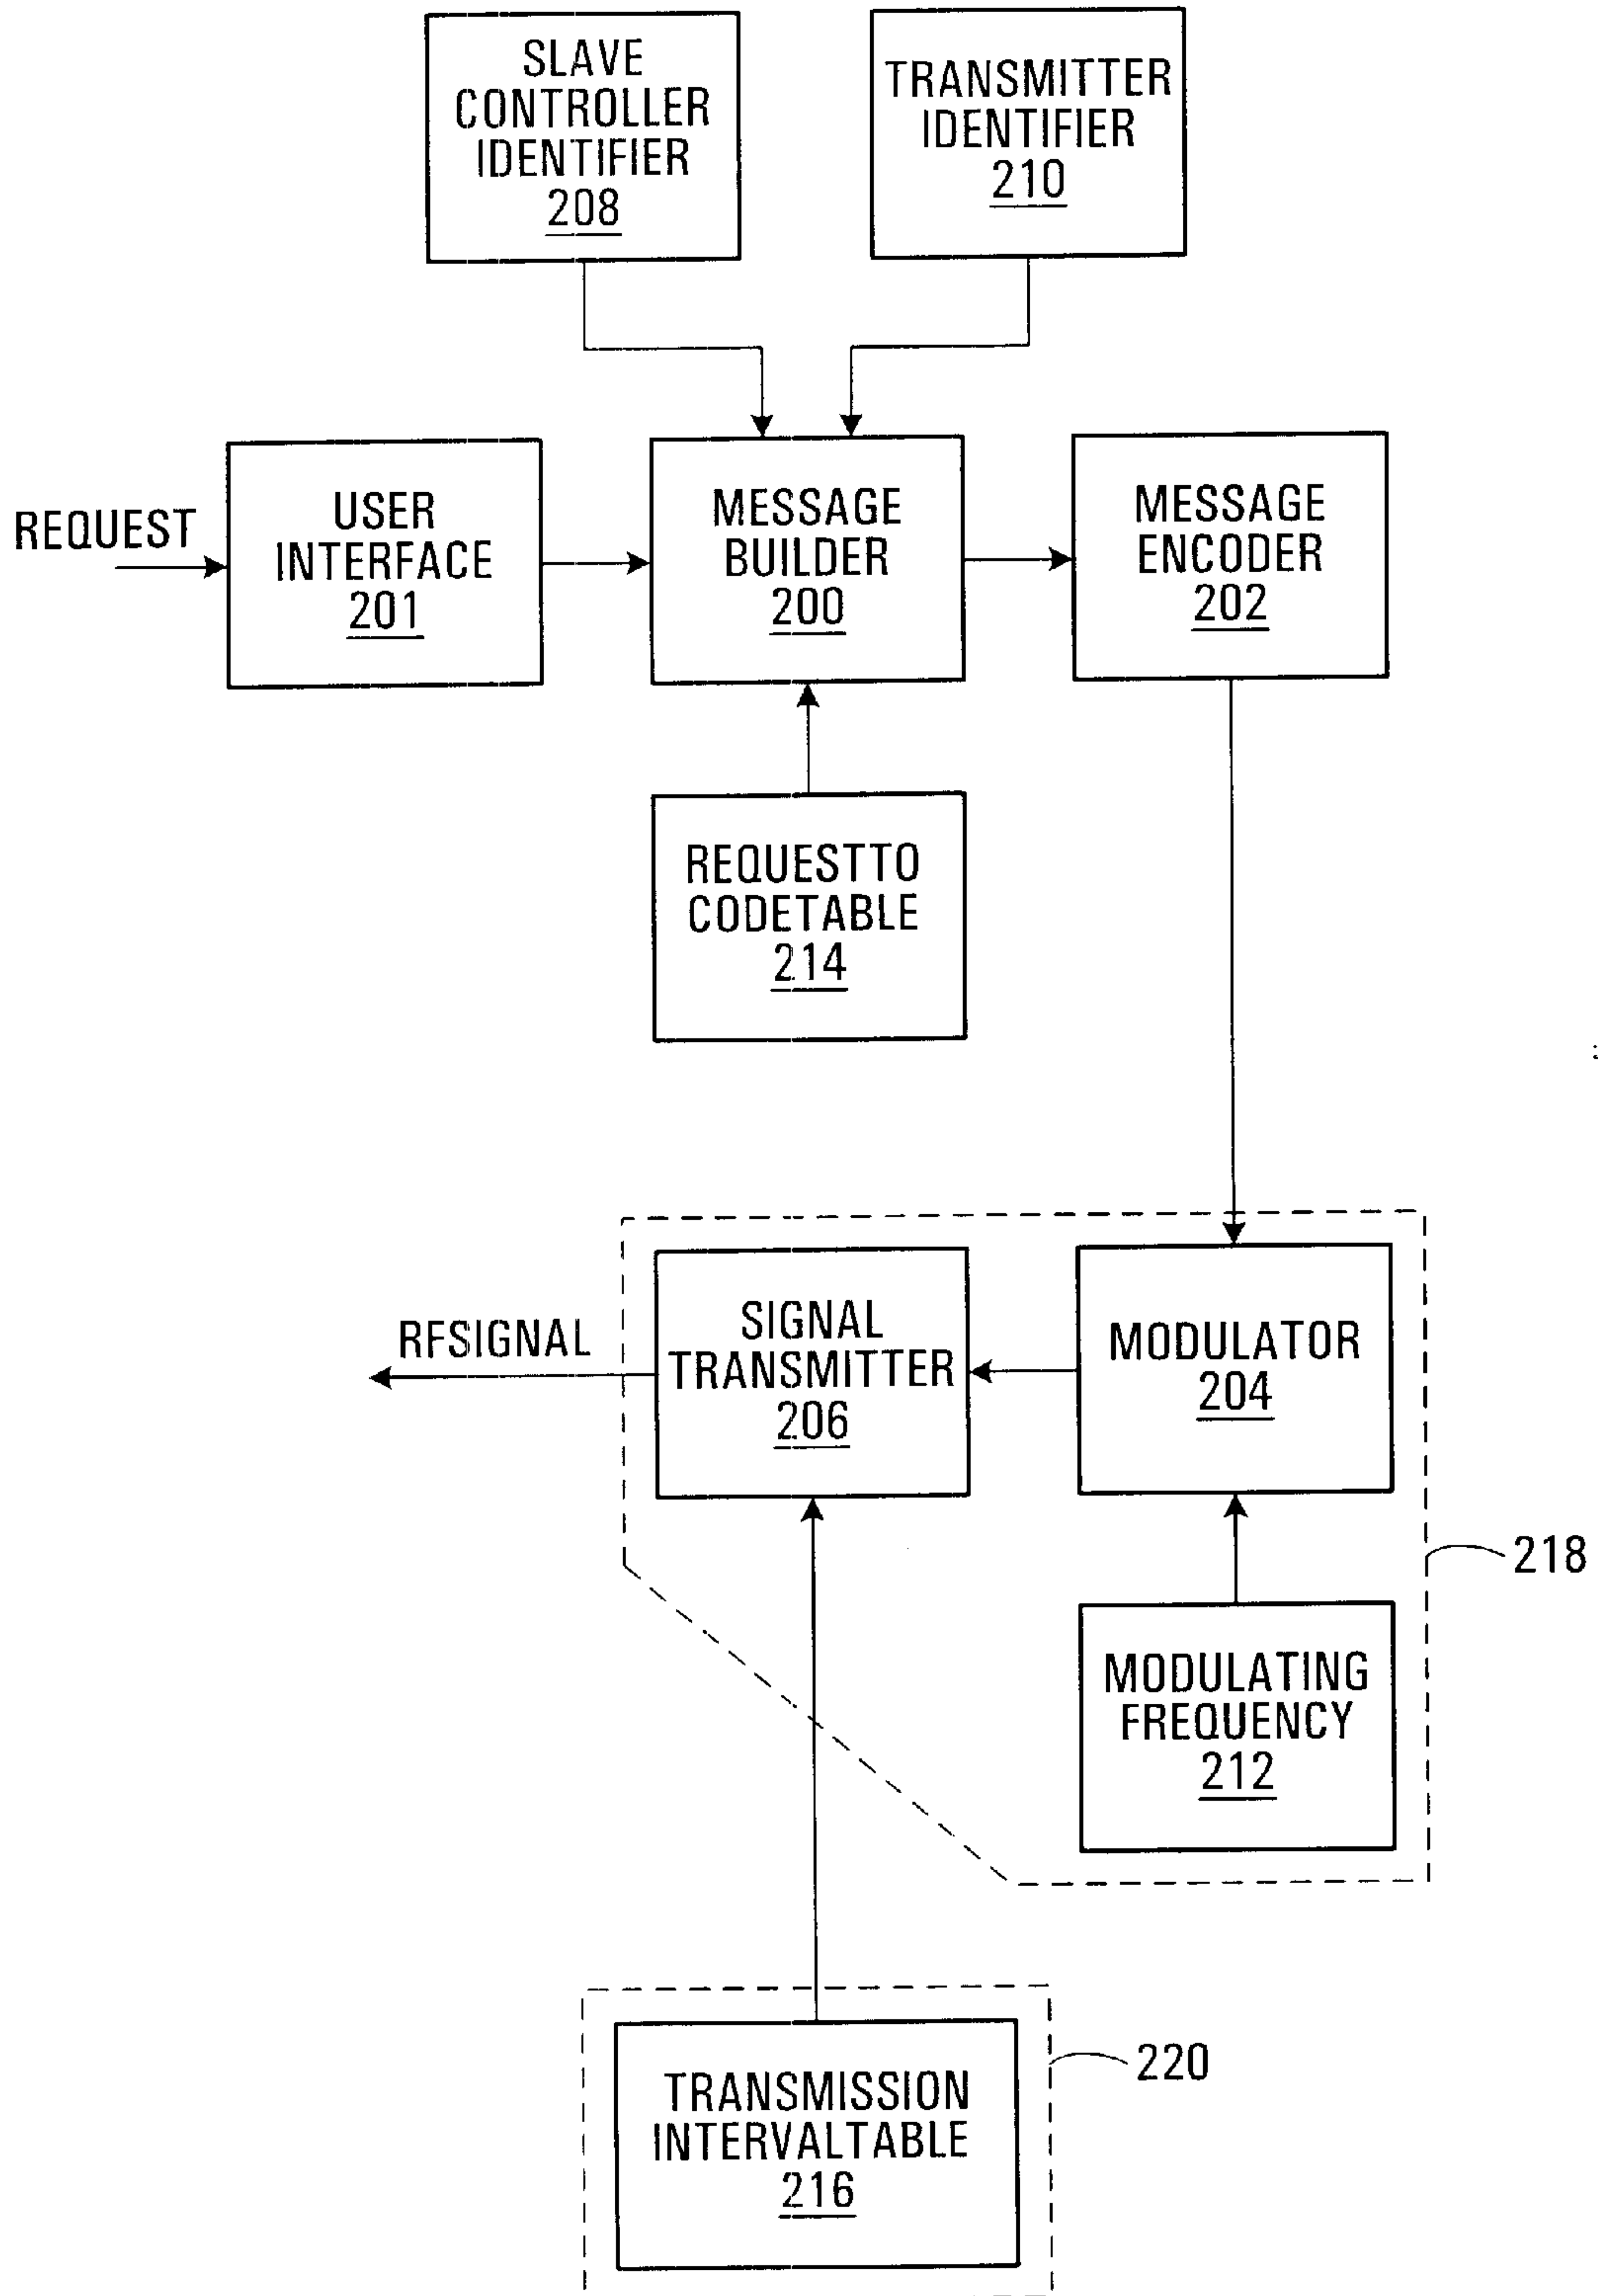 SLAVE
CONTROLLER
IDENTIFIER
208
TRANSMITTER
IDENTIFIER
210
REQUEST
USER
INTERFACE
201
MESSAGE
BUILDER
200
MESSAGE
ENCODER
202
REQUESTTO
CODETABLE
214
RFSIGNAL
SIGNAL
TRANSMITTER
206
MODULATOR
204
218
MODULATING
FREQUENCY
212
220
TRANSMISSION
INTERVALTABLE
216